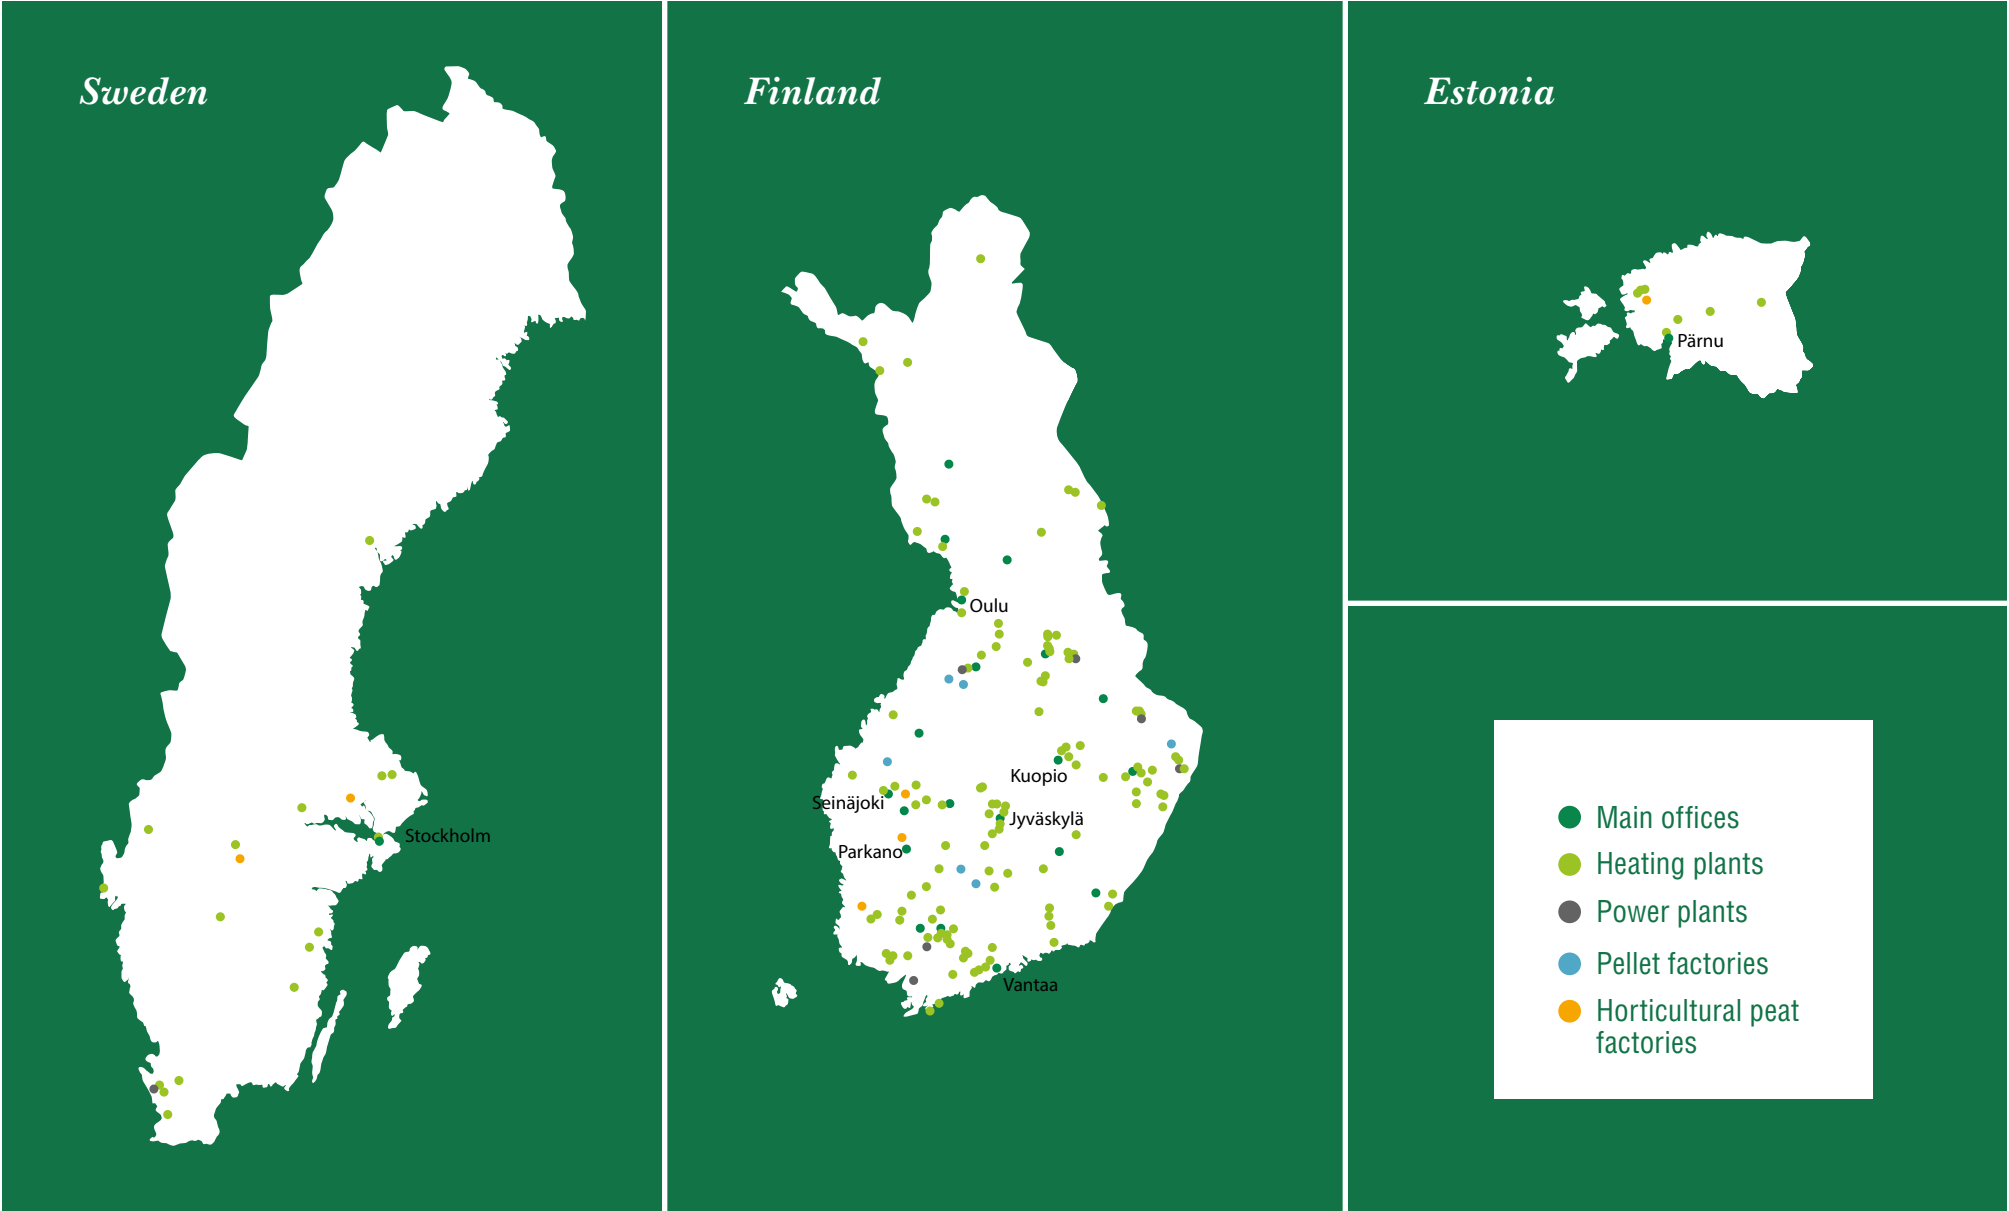 Sweden
Stockholm
Finland
Oulu
Kuopio
Seinäjoki
Jyväskylä
Parkano
Vantaa
Estonia
Pärnu
Main offices
Heating plants
Power plants
Pellet factories
Horticultural peat
factories